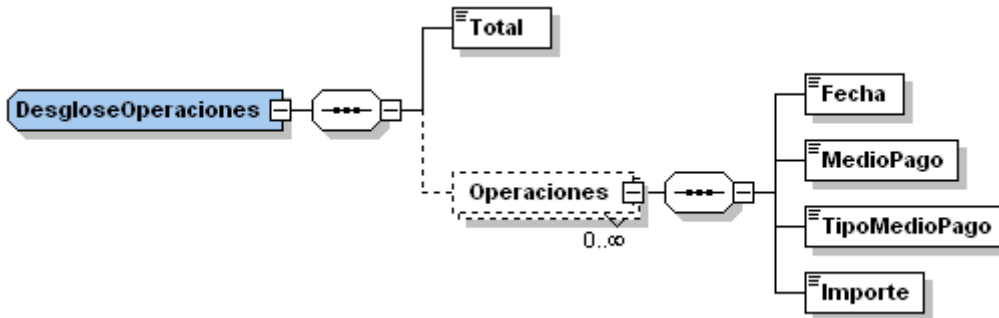 Total
DesgloseOperaciones
Fecha
MedioPago
Operaciones
0..∞
TipoMedioPago
Importe